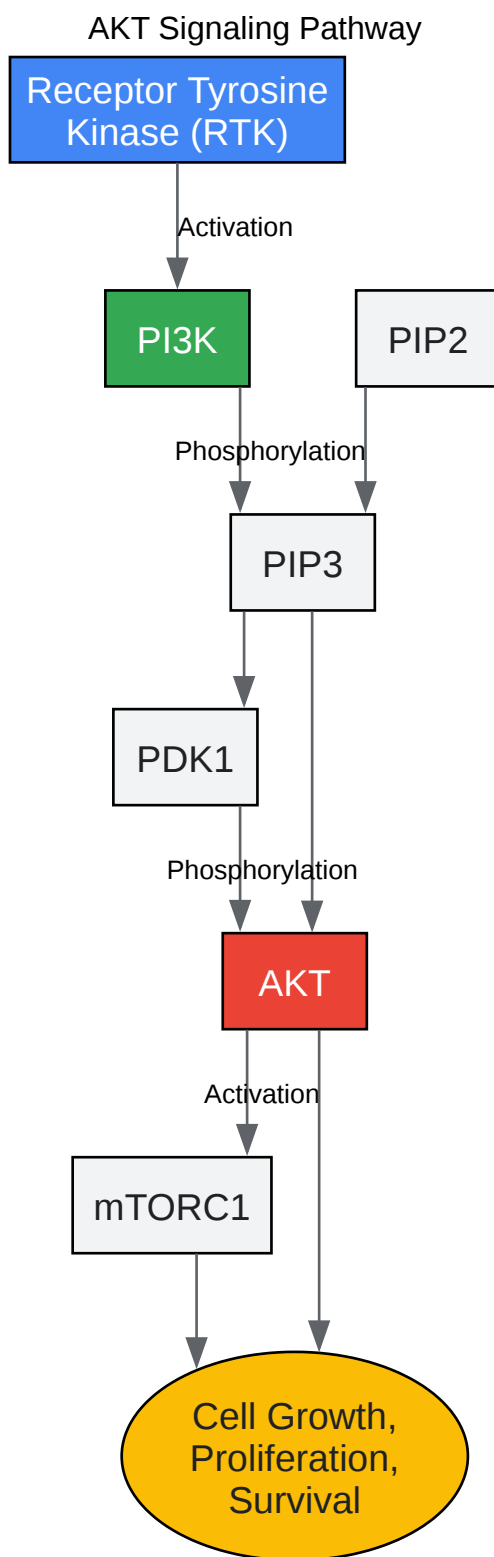 AKT Signaling Pathway
Receptor Tyrosine
Kinase (RTK)
Activation
PI3K
PIP2
Phosphorylation
PIP3
PDK1
Phosphorylation
AKT
Activation
mTORC1
Cell Growth,
Proliferation,
Survival